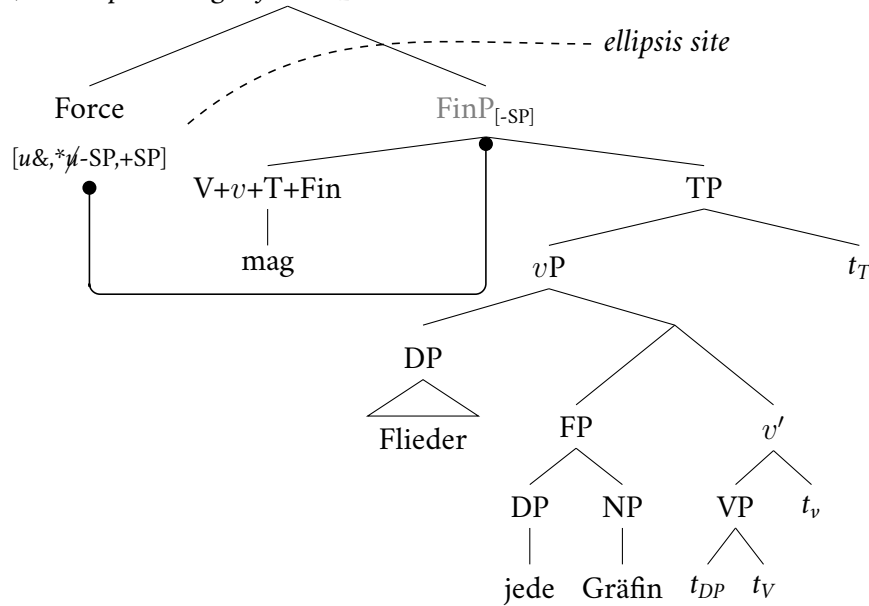 ellipsis site
Force FinP[-SP]
[u&,*u̸-SP,+SP] V+v+T+Fin TP
mag vP tT
DP
Flieder FP v′
DP NP VP tv
jede Gräfin tDP tV